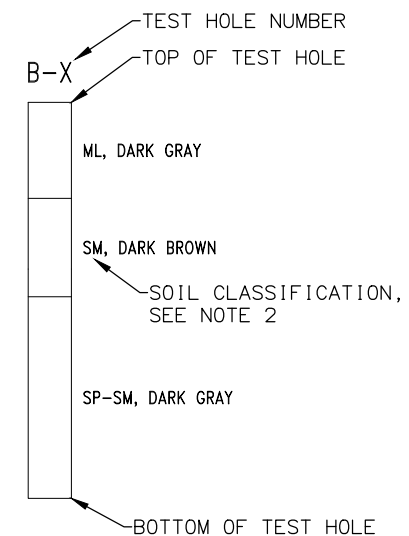 TEST HOLE NUMBER
TOP OF TEST HOLE
B-X
ML, DARK GRAY
SM, DARK BROWN
SOIL CLASSIFICATION,
SEE NOTE 2
SP-SM, DARK GRAY
BOTTOM OF TEST HOLE